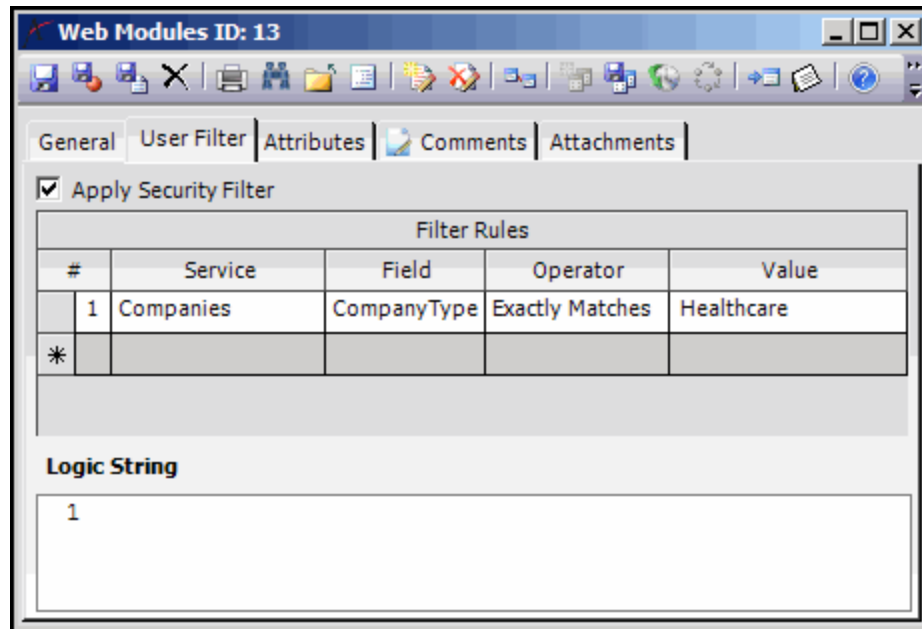 Web Modules ID: 13
General User Filter Attributes Comments Attachments
Apply Security Filter
Filter Rules
# Service Field Operator Value
1 Companies CompanyType Exactly Matches Healthcare
Logic String
1